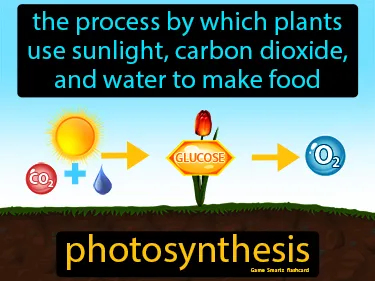 the process by which plants
use sunlight, carbon dioxide,
and water to make food
CO2
GLUCOSE
O2
photosynthesis
Game Smartz flashcard